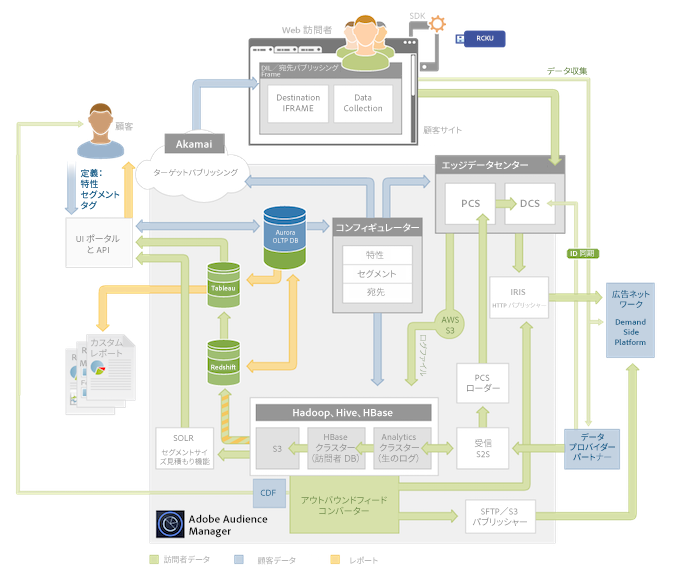 Web 訪問者
SDK
RCKU
DIL／宛先パブリッシング
iFrame
Destination
IFRAME
Data
Collection
データ収集
顧客サイト
顧客
Akamai
ターゲットパブリッシング
エッジデータセンター
PCS
DCS
定義：
特性
セグメント
タグ
UI ポータル
と API
Aurora
OLTP DB
コンフィギュレーター
特性
セグメント
宛先
ID 同期
IRIS
HTTP パブリッシャー
広告ネット
ワーク
Demand
Side
Platform
Tableau
AWS
S3
ログファイル
カスタム
レポート
Redshift
PCS
ローダー
Hadoop、Hive、HBase
SOLR
セグメントサイ
ズ見積もり機能
S3
HBase
クラスター
（訪問者 DB）
Analytics
クラスター
（生のログ）
受信
S2S
データ
プロバイダー
パートナー
CDF
アウトバウンドフィード
コンバーター
SFTP／S3
パブリッシャー
Adobe Audience
Manager
訪問者データ
顧客データ
レポート